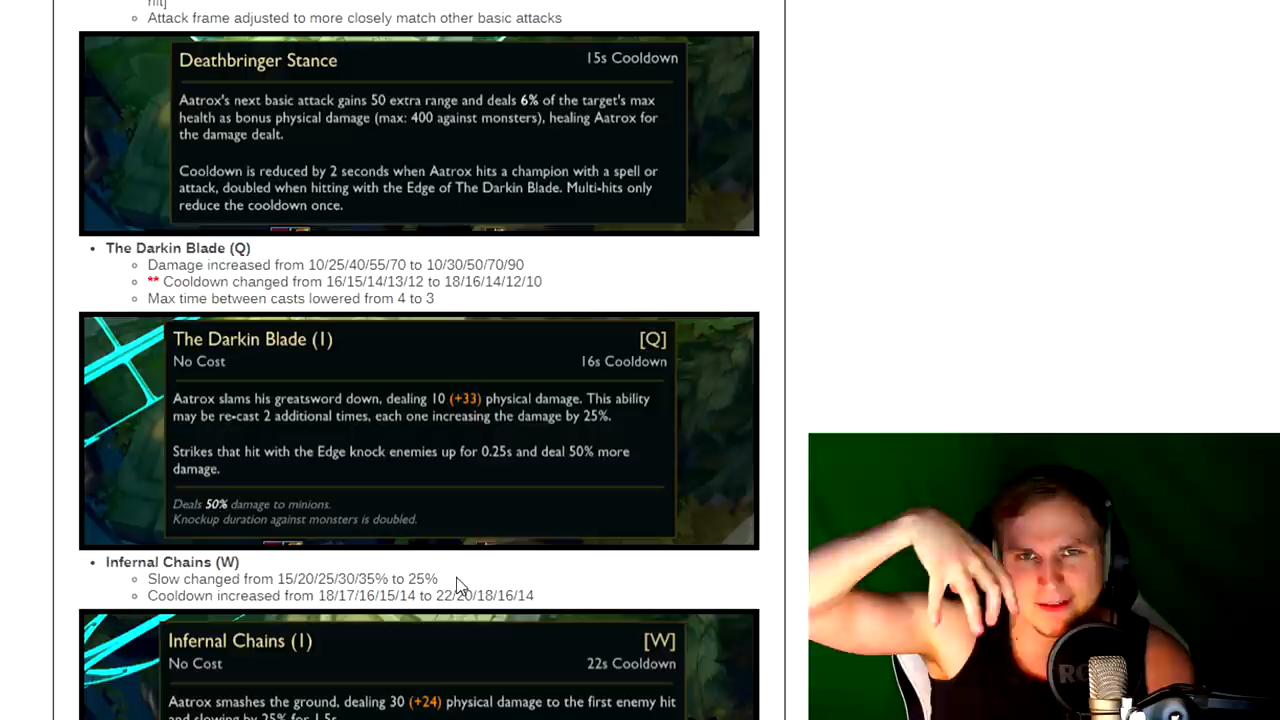 hit]
Attack frame adjusted to more closely match other basic attacks
Deathbringer Stance
15s Cooldown
Aatrox's next basic attack gains 50 extra range and deals 6% of the target's max
health as bonus physical damage (max: 400 against monsters), healing Aatrox for
the damage dealt.
Cooldown is reduced by 2 seconds when Aatrox hits a champion with a spell or
attack, doubled when hitting with the Edge of The Darkin Blade. Multi-hits only
reduce the cooldown once.
The Darkin Blade (Q)
Damage increased from 10/25/40/55/70 to 10/30/50/70/90
** Cooldown changed from 16/15/14/13/12 to 18/16/14/12/10
Max time between casts lowered from 4 to 3
The Darkin Blade (1)
[Q]
No Cost
16s Cooldown
Aatrox slams his greatsword down, dealing 10 (+33) physical damage. This ability
may be re-cast 2 additional times, each one increasing the damage by 25%.
Strikes that hit with the Edge knock enemies up for 0.25s and deal 50% more
damage.
Deals 50% damage to minions.
Knockup duration against monsters is doubled.
Infernal Chains (W)
Slow changed from 15/20/25/30/35% to 25%
Cooldown increased from 18/17/16/15/14 to 22/20/18/16/14
Infernal Chains (1)
[W]
No Cost
22s Cooldown
Aatrox smashes the ground, dealing 30 (+24) physical damage to the first enemy hit
and slowing by 25% for 1.5s